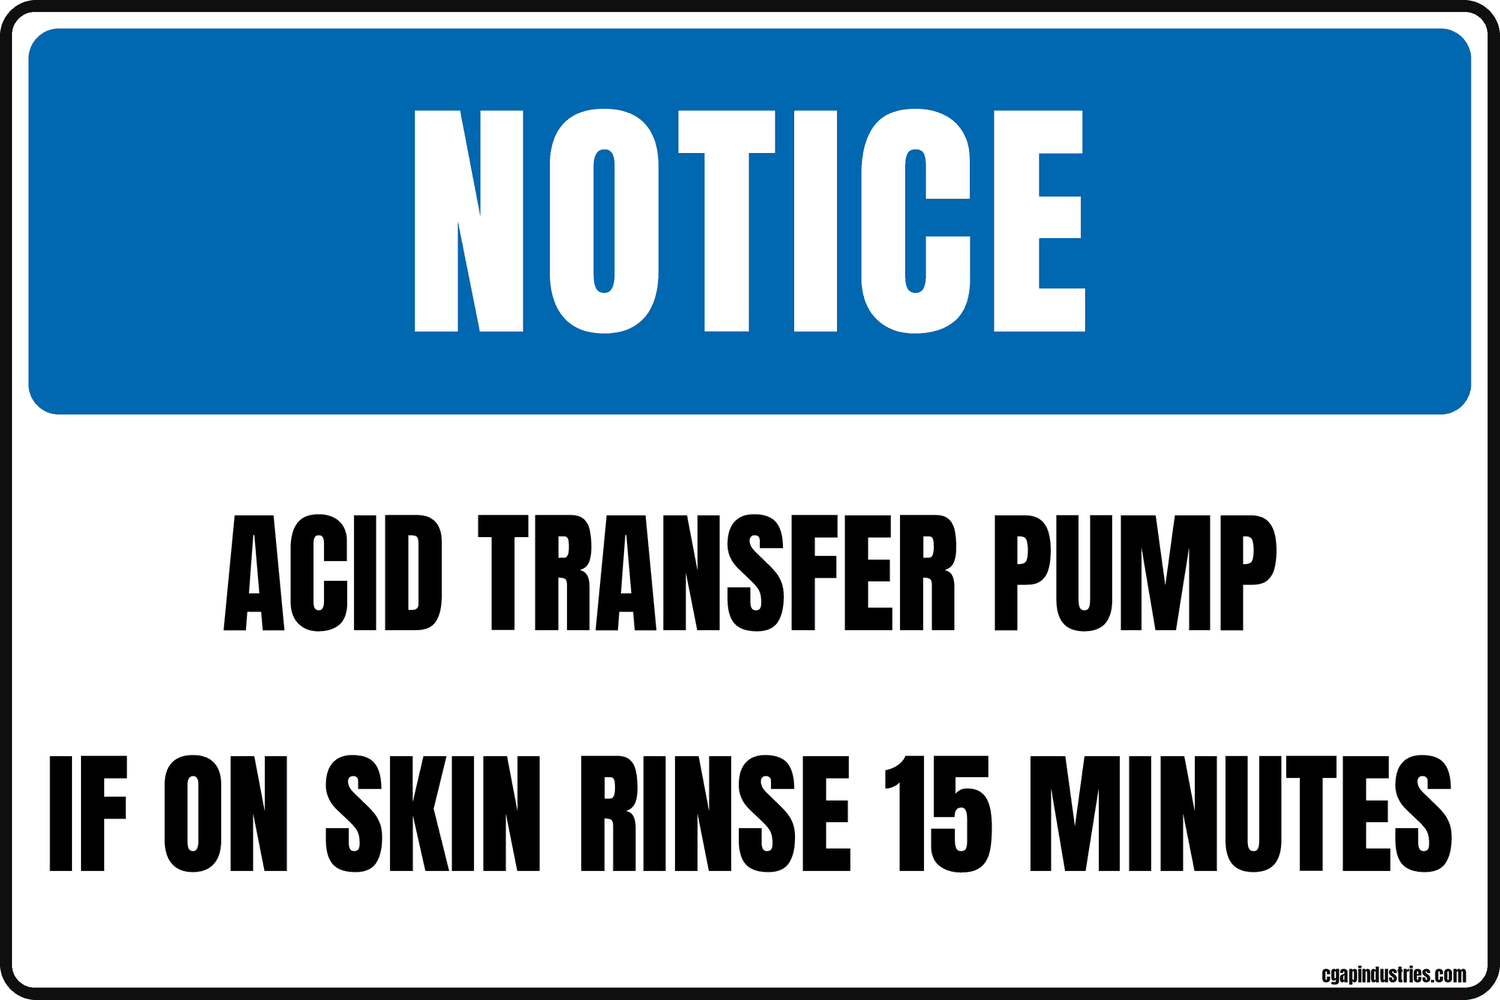 NOTICE
ACID TRANSFER PUMP
IF ON SKIN RINSE 15 MINUTES
cgapindustries.com